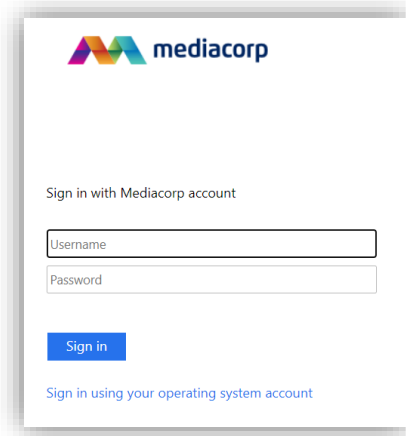 mediacorp
Sign in with Mediacorp account
Username
Password
Sign in
Sign in using your operating system account